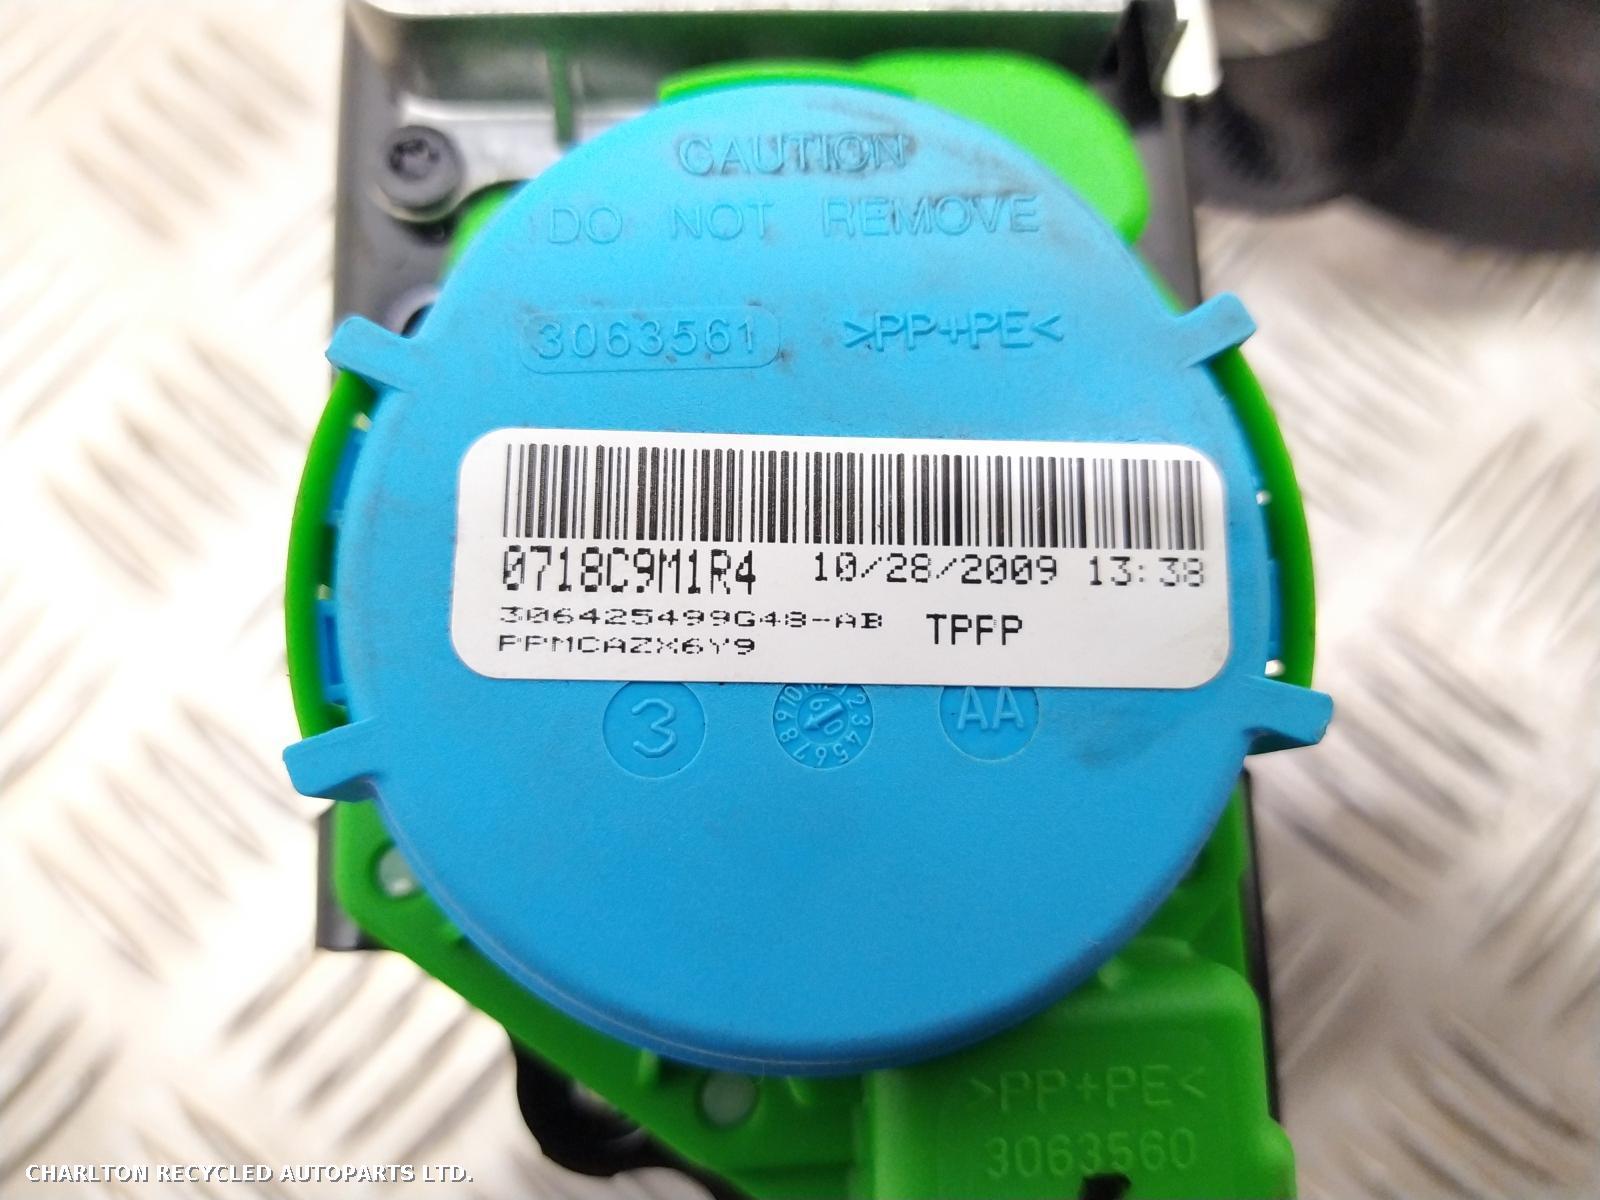 CAUTION
DO NOT REMOVE
3063561 >PP+PE<
0718C9M1R4 10/28/2009 13:38
306425499G48-AB TPFP
PPMCAZX6Y9
3 AA
>PP+PE<
3063560
CHARLTON RECYCLED AUTOPARTS LTD.